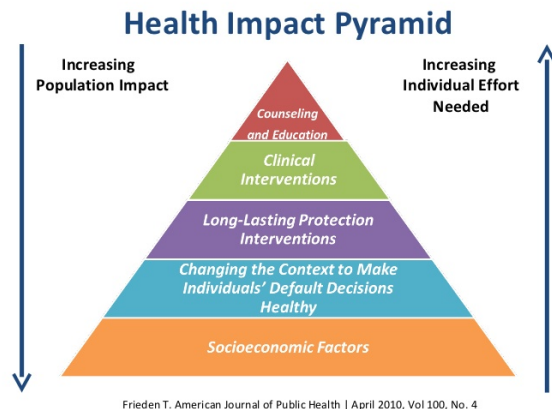 Health Impact Pyramid
Increasing
Population Impact
Increasing
Individual Effort
Needed
Counseling
and Education
Clinical
Interventions
Long-Lasting Protection
Interventions
Changing the Context to Make
Individuals' Default Decisions
Healthy
Socioeconomic Factors
Frieden T. American Journal of Public Health | April 2010, Vol 100, No. 4